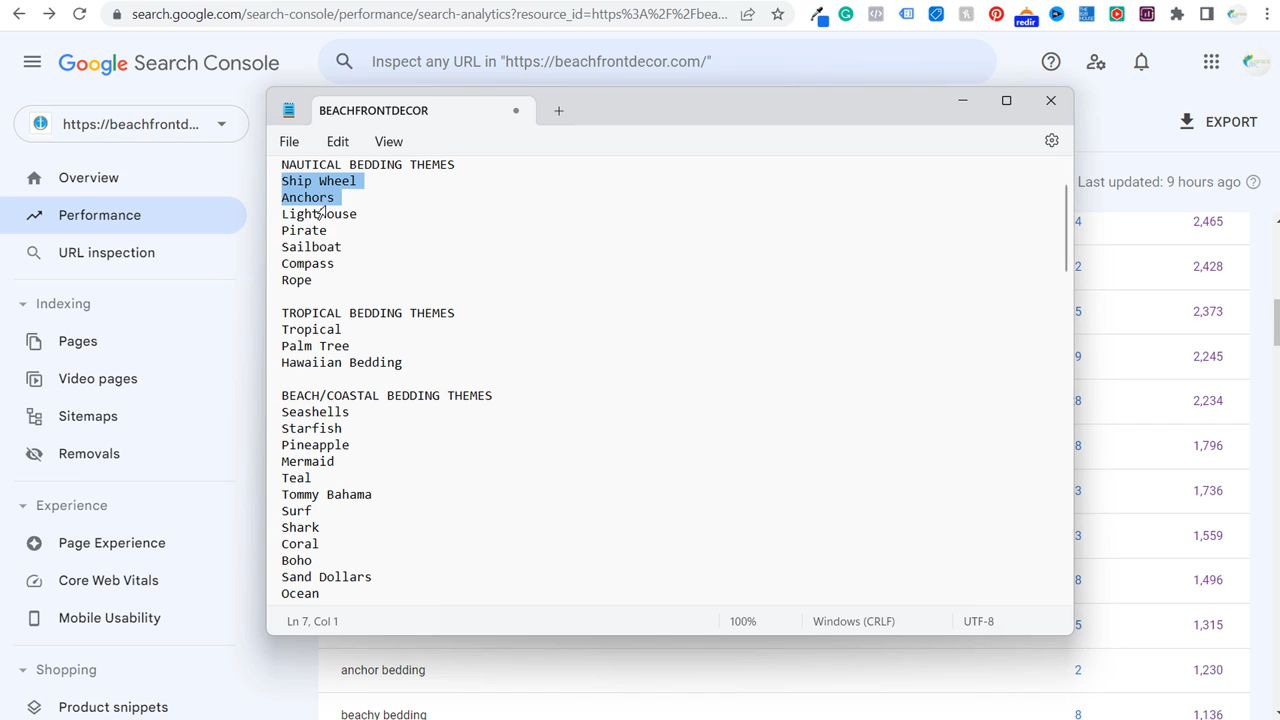 search.google.com/search-console/performance/search-analytics?resource_id=https%3A%2F%2Fbea...
redir
Google Search Console
Inspect any URL in "https://beachfrontdecor.com/"
https://beachfrontd...
EXPORT
Last updated: 9 hours ago
Overview
Performance
URL inspection
Indexing
Pages
Video pages
Sitemaps
Removals
Experience
Page Experience
Core Web Vitals
Mobile Usability
Shopping
Product snippets
BEACHFRONTDECOR
File Edit View
NAUTICAL BEDDING THEMES
Ship Wheel
Anchors
Lighthouse
Pirate
Sailboat
Compass
Rope
TROPICAL BEDDING THEMES
Tropical
Palm Tree
Hawaiian Bedding
BEACH/COASTAL BEDDING THEMES
Seashells
Starfish
Pineapple
Mermaid
Teal
Tommy Bahama
Surf
Shark
Coral
Boho
Sand Dollars
Ocean
Ln 7, Col 1 100% Windows (CRLF) UTF-8
4 2,465
2 2,428
5 2,373
9 2,245
8 2,234
8 1,796
3 1,736
3 1,559
8 1,496
5 1,315
anchor bedding 2 1,230
beachy bedding 8 1,136